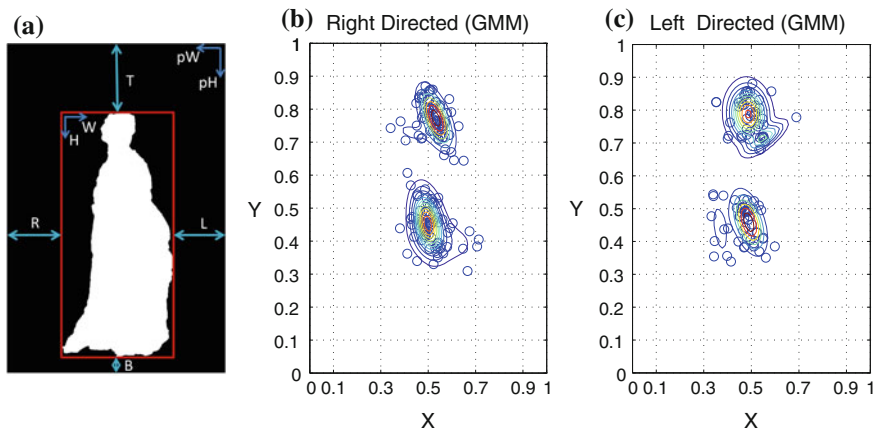 (a)
pW
pH
T
W
H
R
L
B
(b)
Right Directed (GMM)
1
0.9
0.8
0.7
0.6
Y
0.5
0.4
0.3
0.2
0.1
0
0 0.1 0.3 0.5 0.7 0.9 1
X
(c)
Left Directed (GMM)
1
0.9
0.8
0.7
0.6
Y
0.5
0.4
0.3
0.2
0.1
0
0 0.1 0.3 0.5 0.7 0.9 1
X